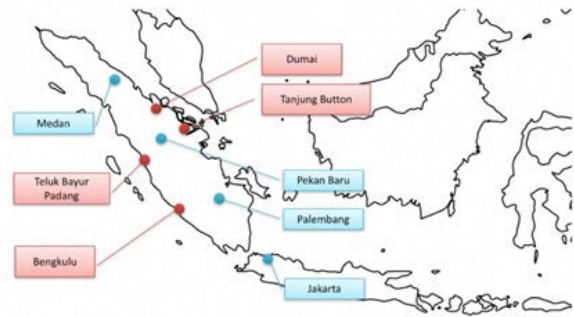 Dumai
Tanjung Button
Medan
Teluk Bayur
Padang
Pekan Baru
Palembang
Bengkulu
Jakarta